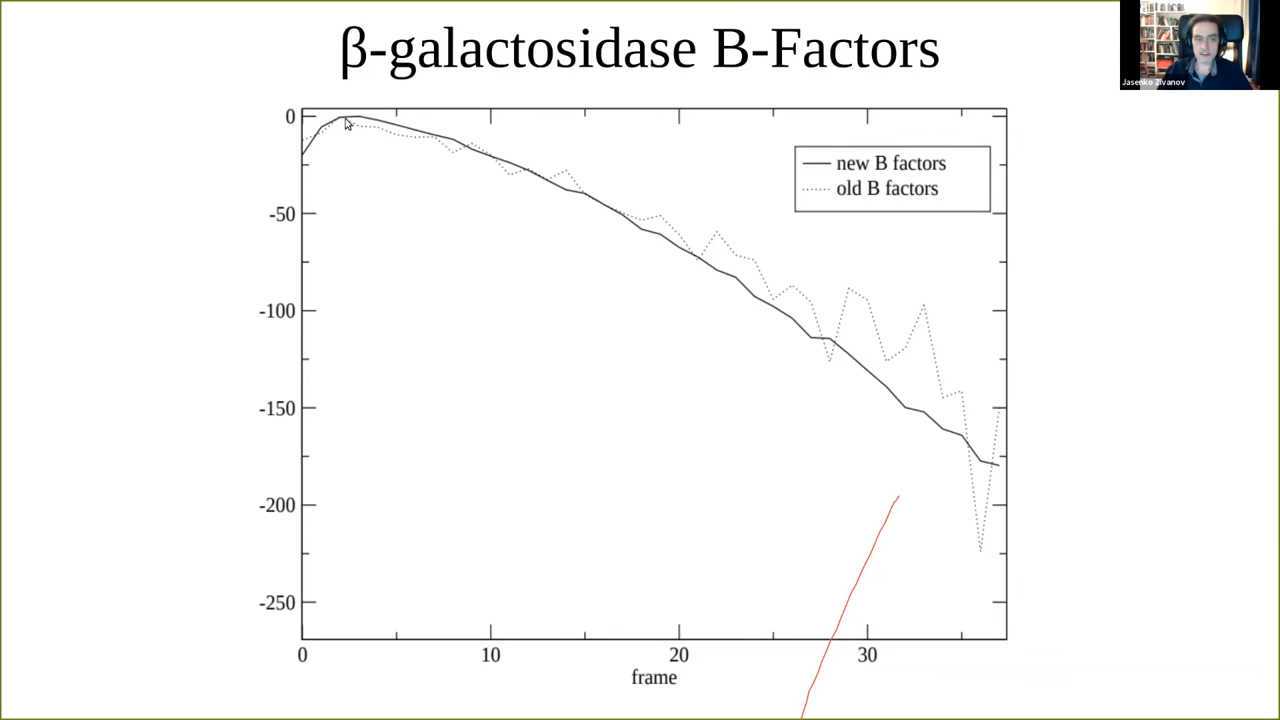 β-galactosidase B-Factors
Jasenko Zivanov
0
-50
-100
-150
-200
-250
new B factors
old B factors
0 10 20 30
frame